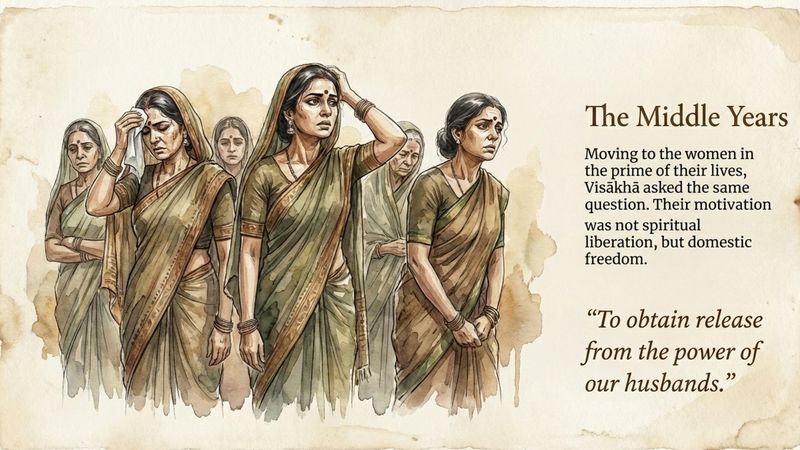 The Middle Years
Moving to the women in
the prime of their lives,
Visākhā asked the same
question. Their motivation
was not spiritual
liberation, but domestic
freedom.
“To obtain release
from the power of
our husbands.”